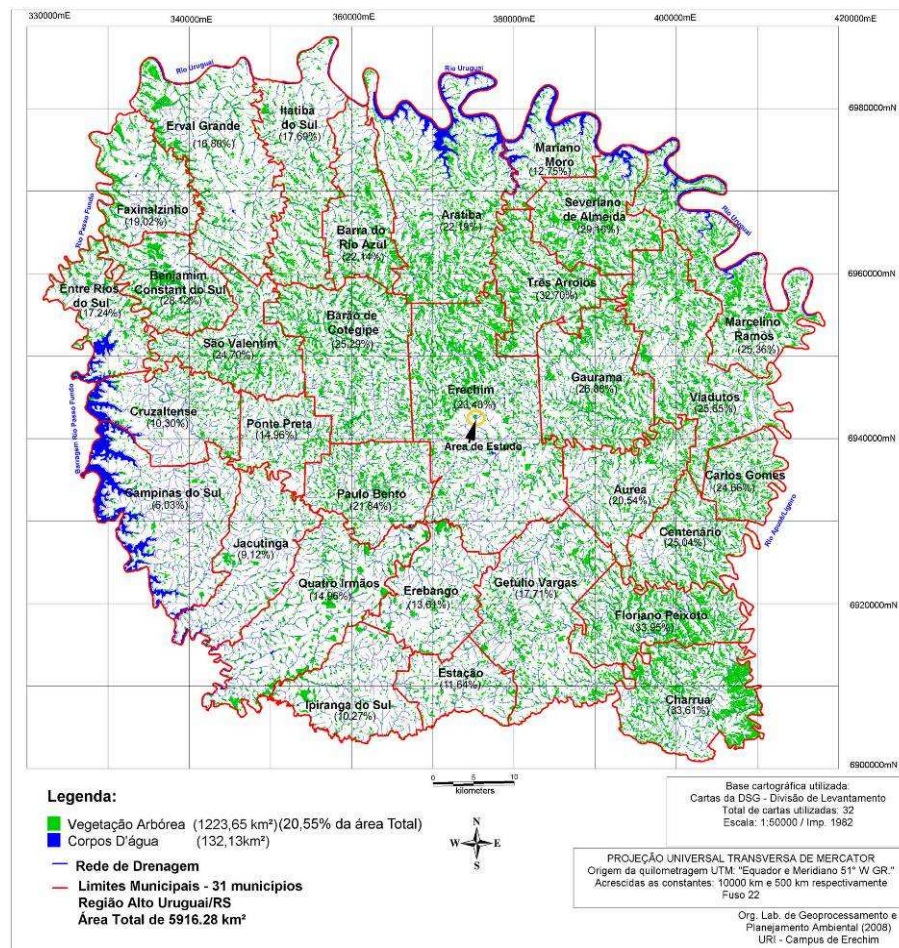 330000mE
340000mE
360000mE
380000mE
400000mE
420000mE
Rio Uruguai
Rio Uruguai
6980000mN
Itatiba
do Sul
(17.69%)
Erval Grande
Mariano
Moro
(12.75%)
Severiano
de Almeida
Faxinalzinho
(19,02%)
Aratiba
(22.19%)
Rio Uruguai
Barra do
Rio Azul
(22.14%)
Rio Passo Fundo
6960000mN
Benjamim
Constant do Sul
Três Arroios
(32.70%)
Entre Rios
do Sul
(17.24%)
Barão de
Cotegipe
(25.29%)
Marcelino
Ramos
(25.36%)
São Valentim
(24,70%)
Gaurama
Erechim
Viadutos
(25,65%)
Cruzaltense
(10,30%)
Ponte Preta
(14.96%)
Barragem Rio Passo Fundo
Área de Estudo
6940000mN
Campinas do Sul
Paulo Bento
(21.64%)
Aurea
(20,54%)
Carlos Gomes
(24.66%)
Centenário
(25.04%)
Jacutinga
(9,12%)
Quatro Irmãos
(14,96%)
Erebango
Getúlio Vargas
(17,71%)
6920000mN
Floriano Peixoto
(33.95%)
Estação
(11,64%)
Ipiranga do Sul
(10,27%)
Charrua
(33,61%)
6900000mN
0 5 10
kilometers
Legenda:
Vegetação Arbórea (1223,65 km²)(20,55% da área Total)
Corpos D'água (132,13km²)
Rede de Drenagem
Limites Municipais - 31 municípios
Região Alto Uruguai/RS
Área Total de 5916.28 km²
N
W E
S
Base cartográfica utilizada:
Cartas da DSG - Divisão de Levantamento
Total de cartas utilizadas: 32
Escala: 1:50000 / Imp. 1982
PROJEÇÃO UNIVERSAL TRANSVERSA DE MERCATOR
Origem da quilometragem UTM: "Equador e Meridiano 51° W GR."
Acrescidas as constantes: 10000 km e 500 km respectivamente
Fuso 22
Org. Lab. de Geoprocessamento e
Planejamento Ambiental (2008)
URI - Campus de Erechim